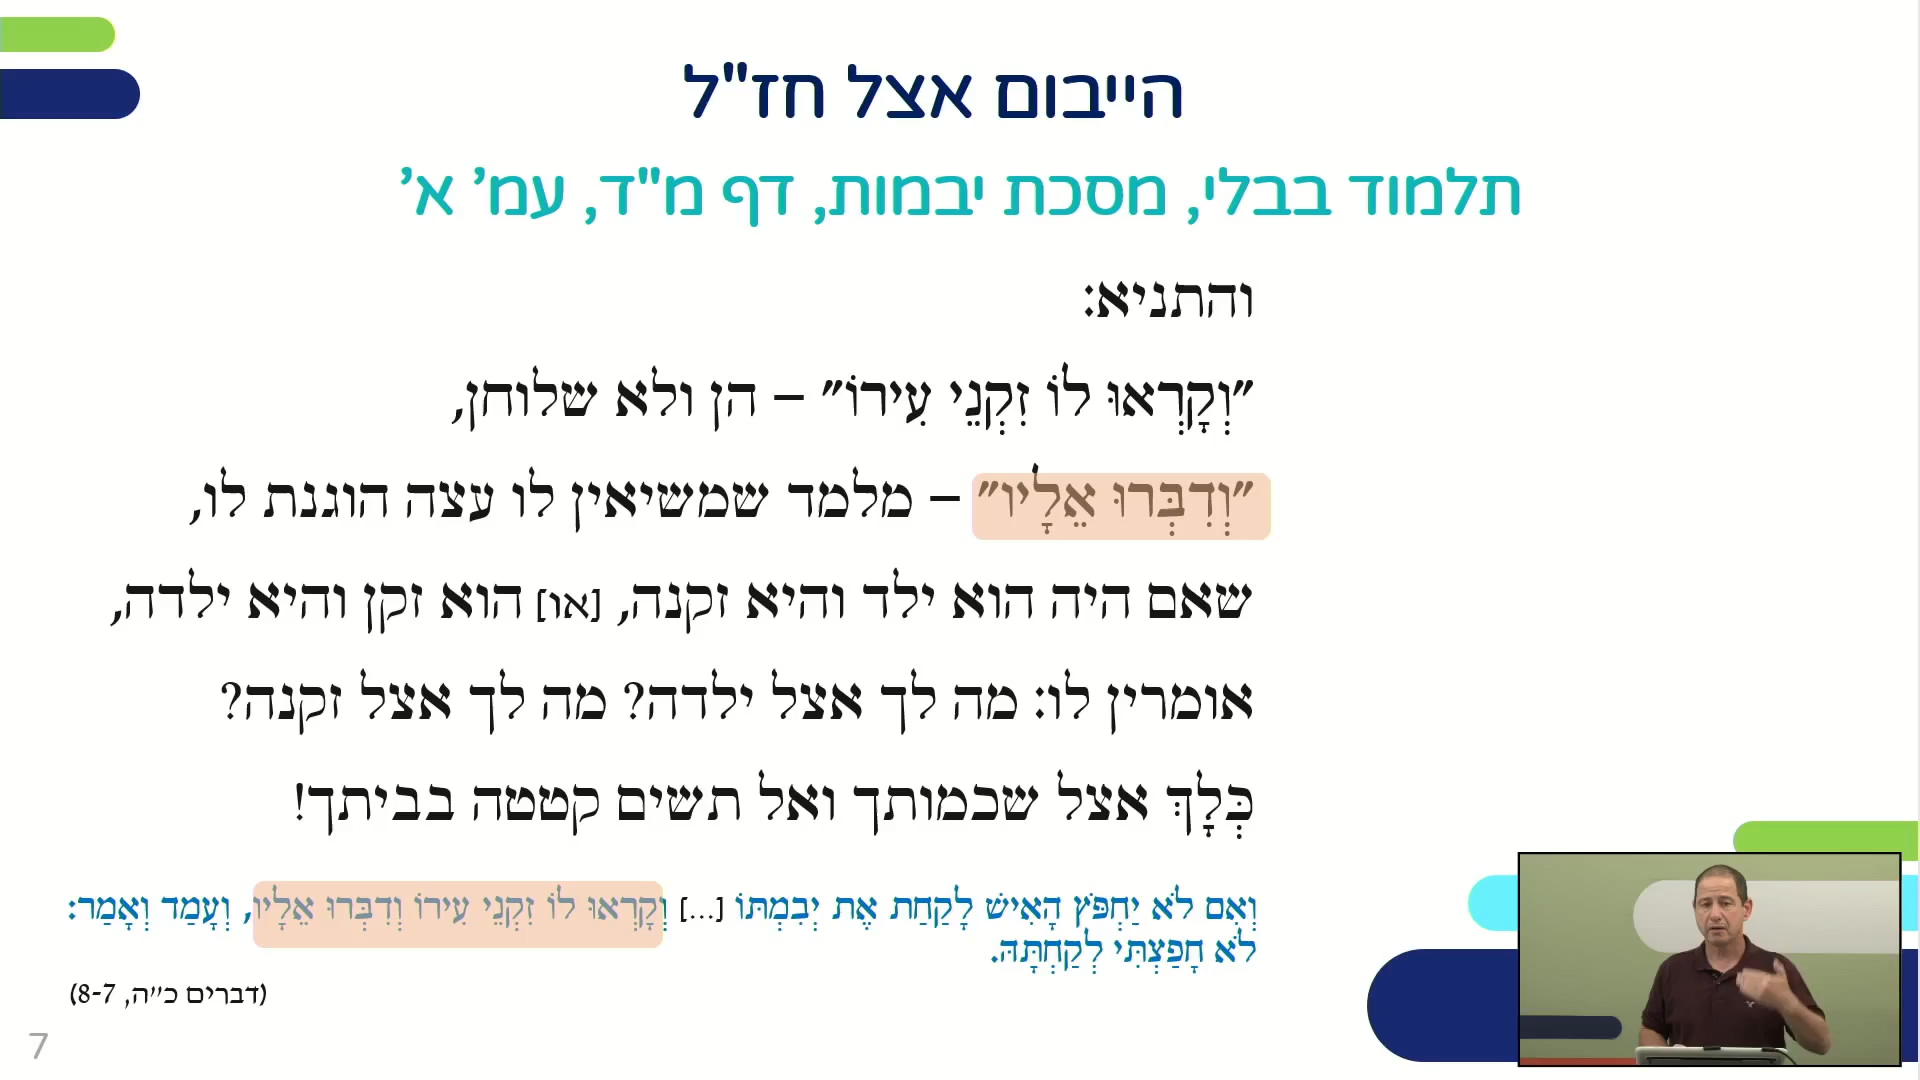 הייבום אצל חז"ל
תלמוד בבלי, מסכת יבמות, דף מ"ד, עמ' א'
והתניא:
"וְקָרְאוּ לוֹ זִקְנֵי עִירוֹ" – הן ולא שלוחן,
"וְדִבְּרוּ אֵלָיו" – מלמד שמשיאין לו עצה הוגנת לו,
שאם היה הוא ילד והיא זקנה, [או] הוא זקן והיא ילדה,
אומרין לו: מה לך אצל ילדה? מה לך אצל זקנה?
כְּלָךְ אצל שכמותך ואל תשים קטטה בביתך!
וְאִם לֹא יַחְפֹּץ הָאִישׁ לָקַחַת אֶת יְבִמְתּוֹ [...] וְקָרְאוּ לוֹ זִקְנֵי עִירוֹ וְדִבְּרוּ אֵלָיו, וְעָמַד וְאָמַר:
לֹא חָפַצְתִּי לְקַחְתָּהּ.
(דברים כ"ה, 8-7)
7